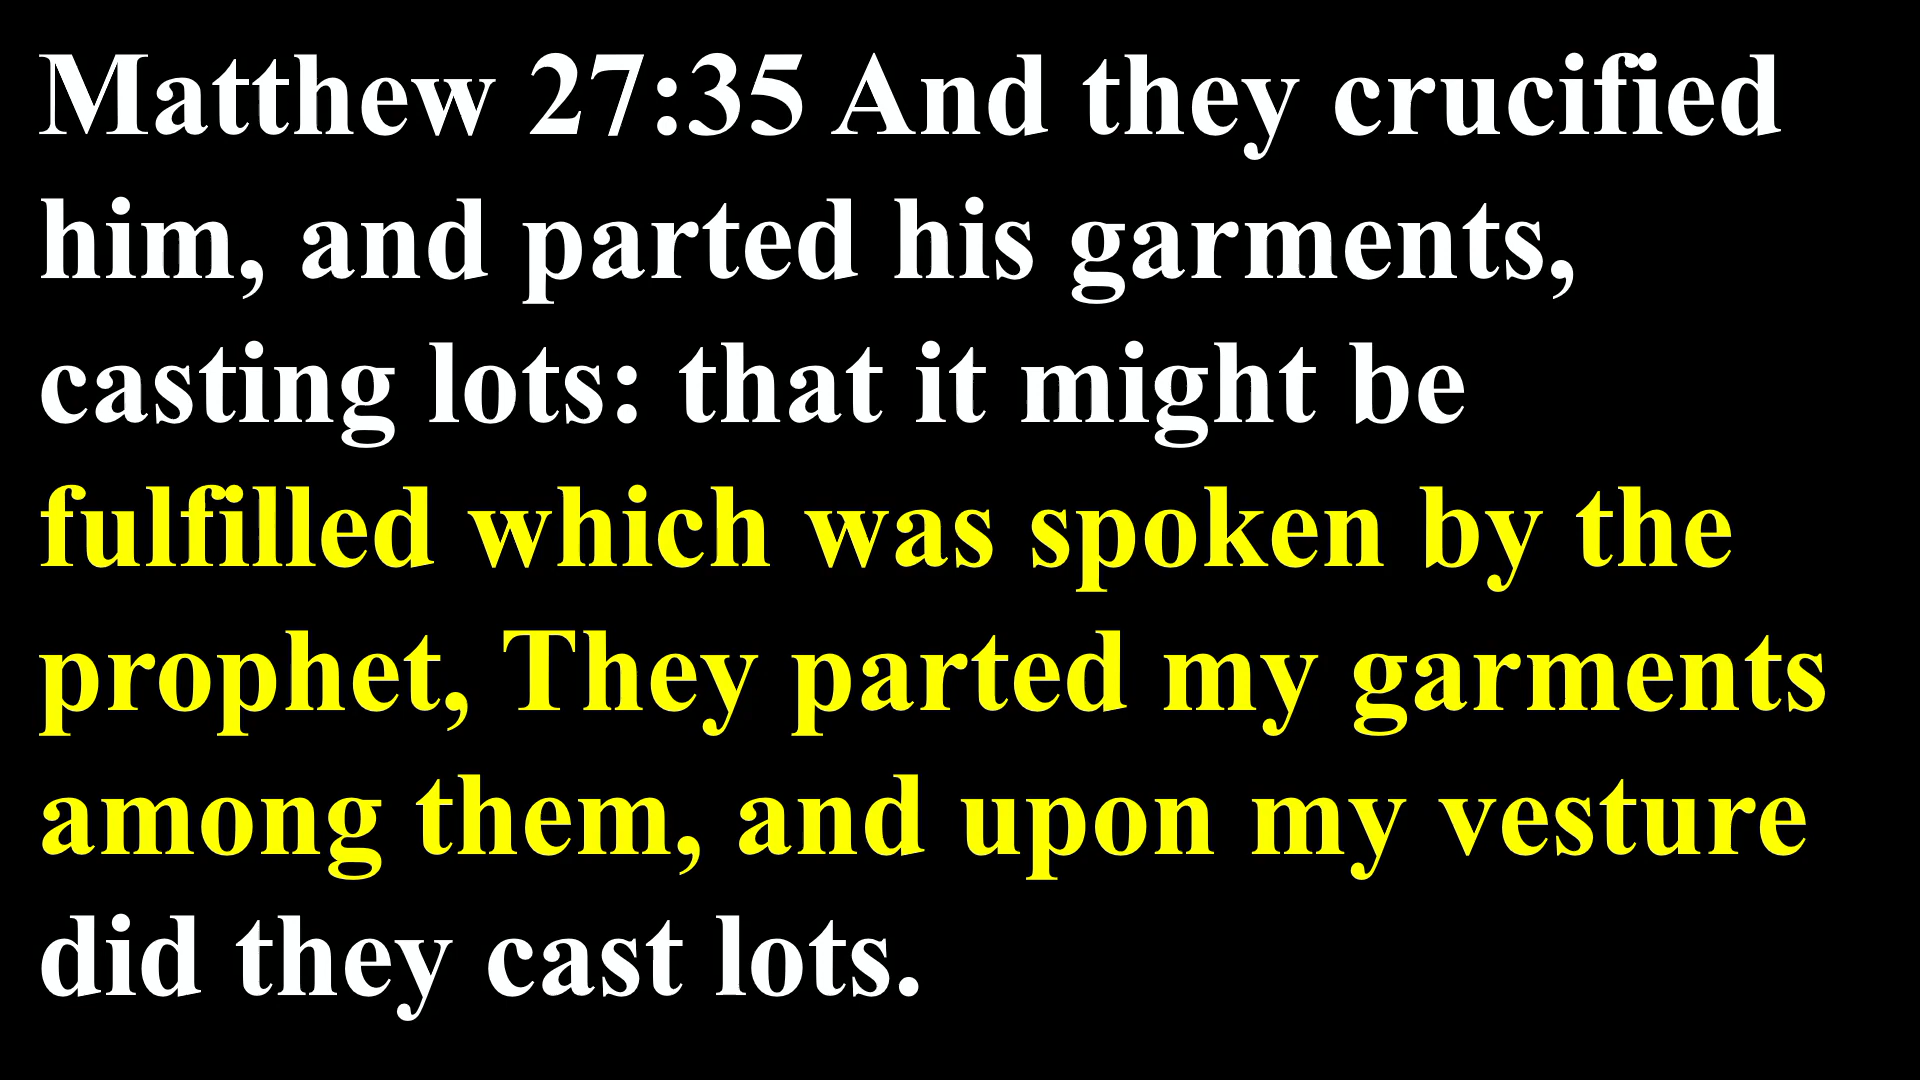 Matthew 27:35 And they crucified
him, and parted his garments,
casting lots: that it might be
fulfilled which was spoken by the
prophet, They parted my garments
among them, and upon my vesture
did they cast lots.